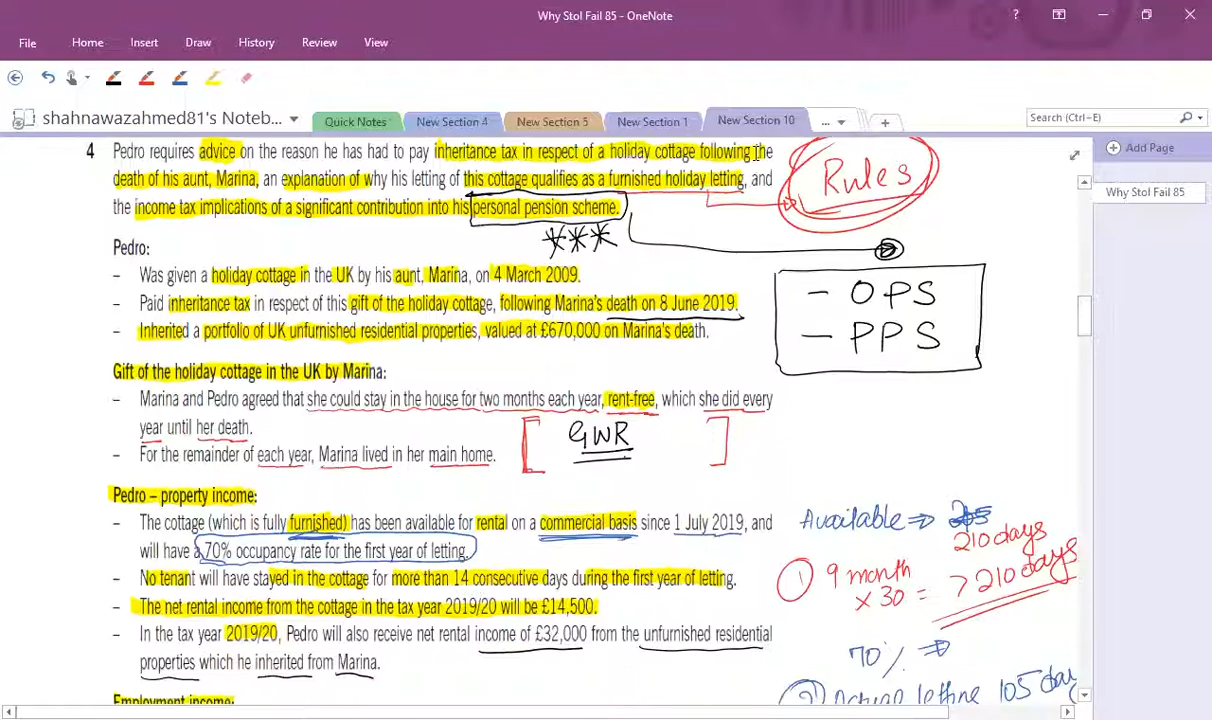 Why Stol Fail 85 - OneNote
?
File Home Insert Draw History Review View
shahnawazahmed81's Noteb... Quick Notes New Section 4 New Section 5 New Section 1 New Section 10 ... + Search (Ctrl+E)
Add Page
Why Stol Fail 85
4 Pedro requires advice on the reason he has had to pay inheritance tax in respect of a holiday cottage following the
death of his aunt, Marina, an explanation of why his letting of this cottage qualifies as a furnished holiday letting, and
the income tax implications of a significant contribution into his personal pension scheme.
Rules
***
Pedro:
– Was given a holiday cottage in the UK by his aunt, Marina, on 4 March 2009.
– Paid inheritance tax in respect of this gift of the holiday cottage, following Marina's death on 8 June 2019.
– Inherited a portfolio of UK unfurnished residential properties, valued at £670,000 on Marina's death.
- OPS
- PPS
Gift of the holiday cottage in the UK by Marina:
– Marina and Pedro agreed that she could stay in the house for two months each year, rent-free, which she did every
year until her death.
– For the remainder of each year, Marina lived in her main home.
[ GWR ]
Pedro – property income:
– The cottage (which is fully furnished) has been available for rental on a commercial basis since 1 July 2019, and
will have a 70% occupancy rate for the first year of letting.
– No tenant will have stayed in the cottage for more than 14 consecutive days during the first year of letting.
– The net rental income from the cottage in the tax year 2019/20 will be £14,500.
– In the tax year 2019/20, Pedro will also receive net rental income of £32,000 from the unfurnished residential
properties which he inherited from Marina.
Available ⇒
210 days
① 9 month
× 30 = > 210 days
70% ⇒
② Actual letting 105 day
Employment income: